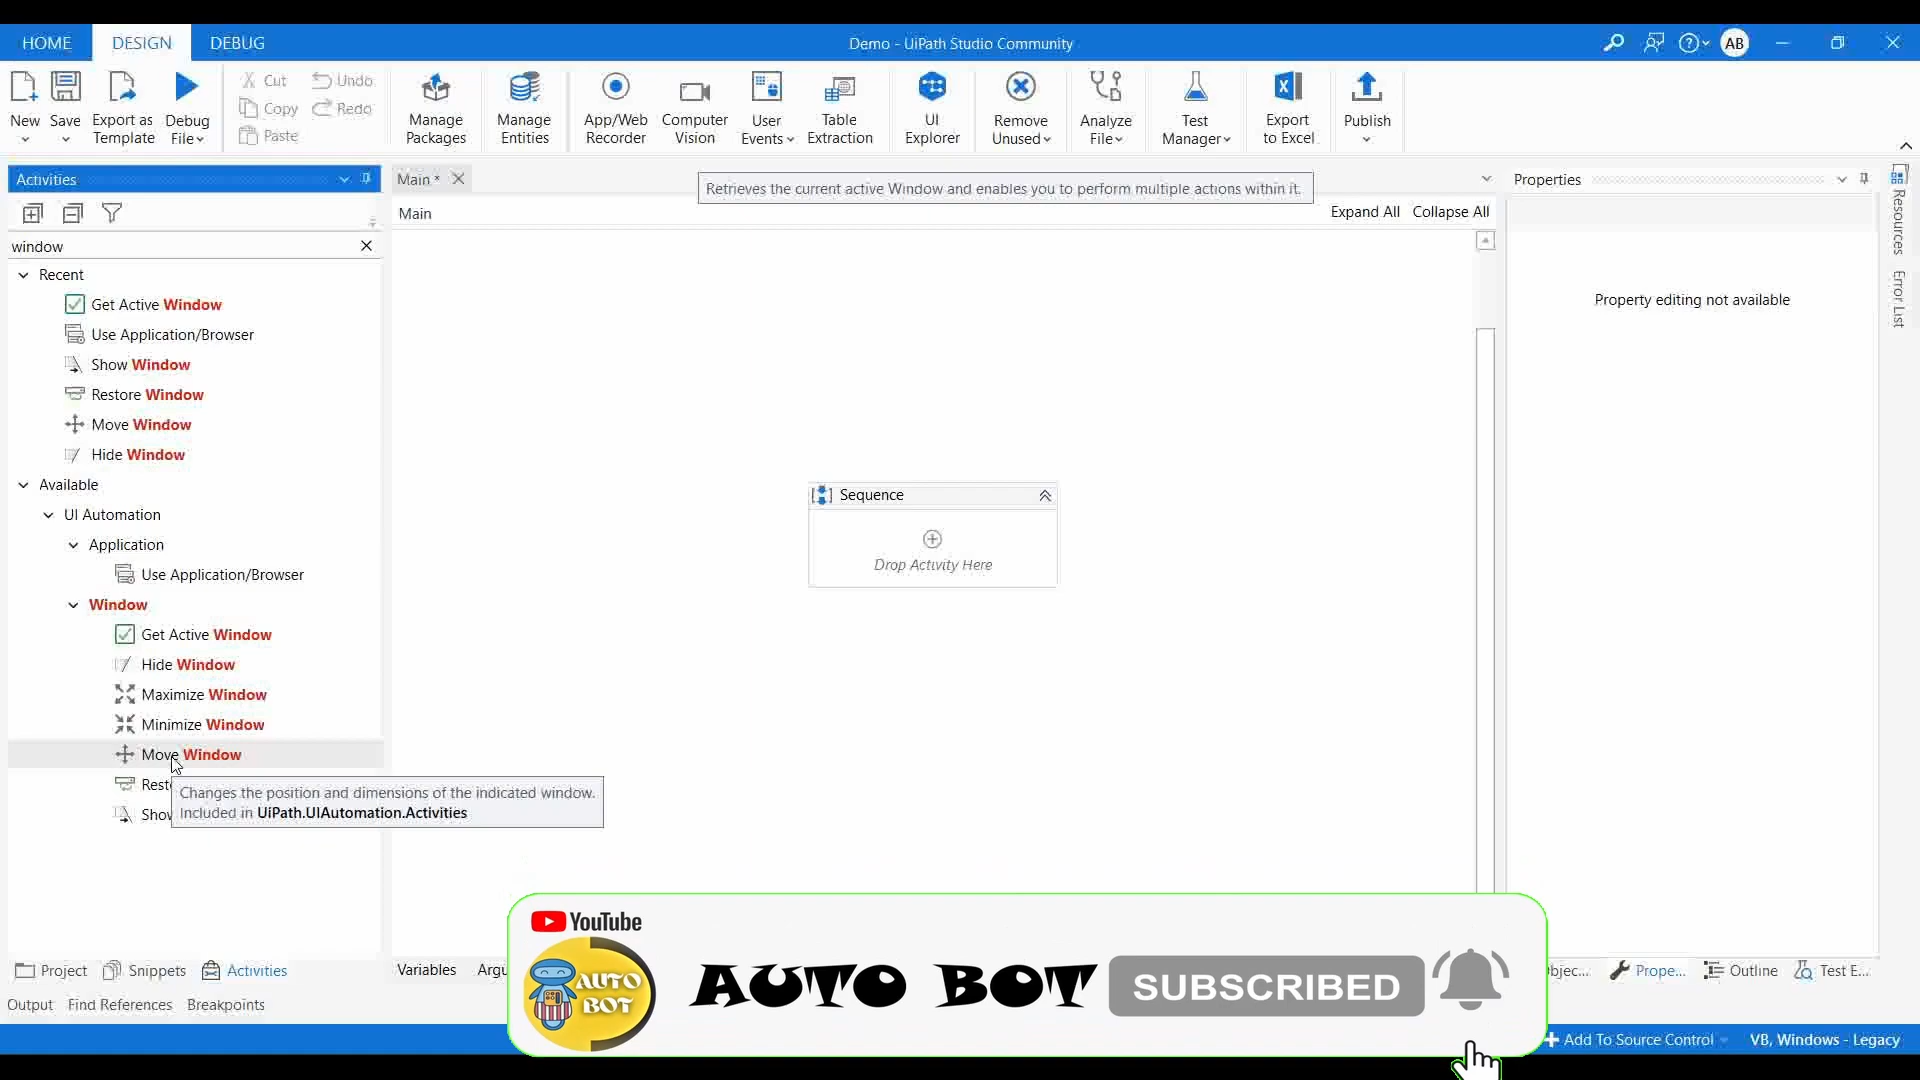 HOME DESIGN DEBUG Demo - UiPath Studio Community AB
New Save Export as Template Debug File Cut Copy Paste Undo Redo Manage Packages Manage Entities App/Web Recorder Computer Vision User Events Table Extraction UI Explorer Remove Unused Analyze File Test Manager Export to Excel Publish
Activities
Main *
Retrieves the current active Window and enables you to perform multiple actions within it.
Properties
Main
Expand All Collapse All
window
Recent
Get Active Window
Use Application/Browser
Show Window
Restore Window
Move Window
Hide Window
Available
UI Automation
Application
Use Application/Browser
Window
Get Active Window
Hide Window
Maximize Window
Minimize Window
Move Window
Changes the position and dimensions of the indicated window.
Included in UiPath.UIAutomation.Activities
Sequence
Drop Activity Here
Property editing not available
Resources
Error List
Project Snippets Activities
Variables
Prope... Outline Test E...
Output Find References Breakpoints
YouTube
AUTO BOT
AUTO BOT SUBSCRIBED
Add To Source Control VB, Windows - Legacy